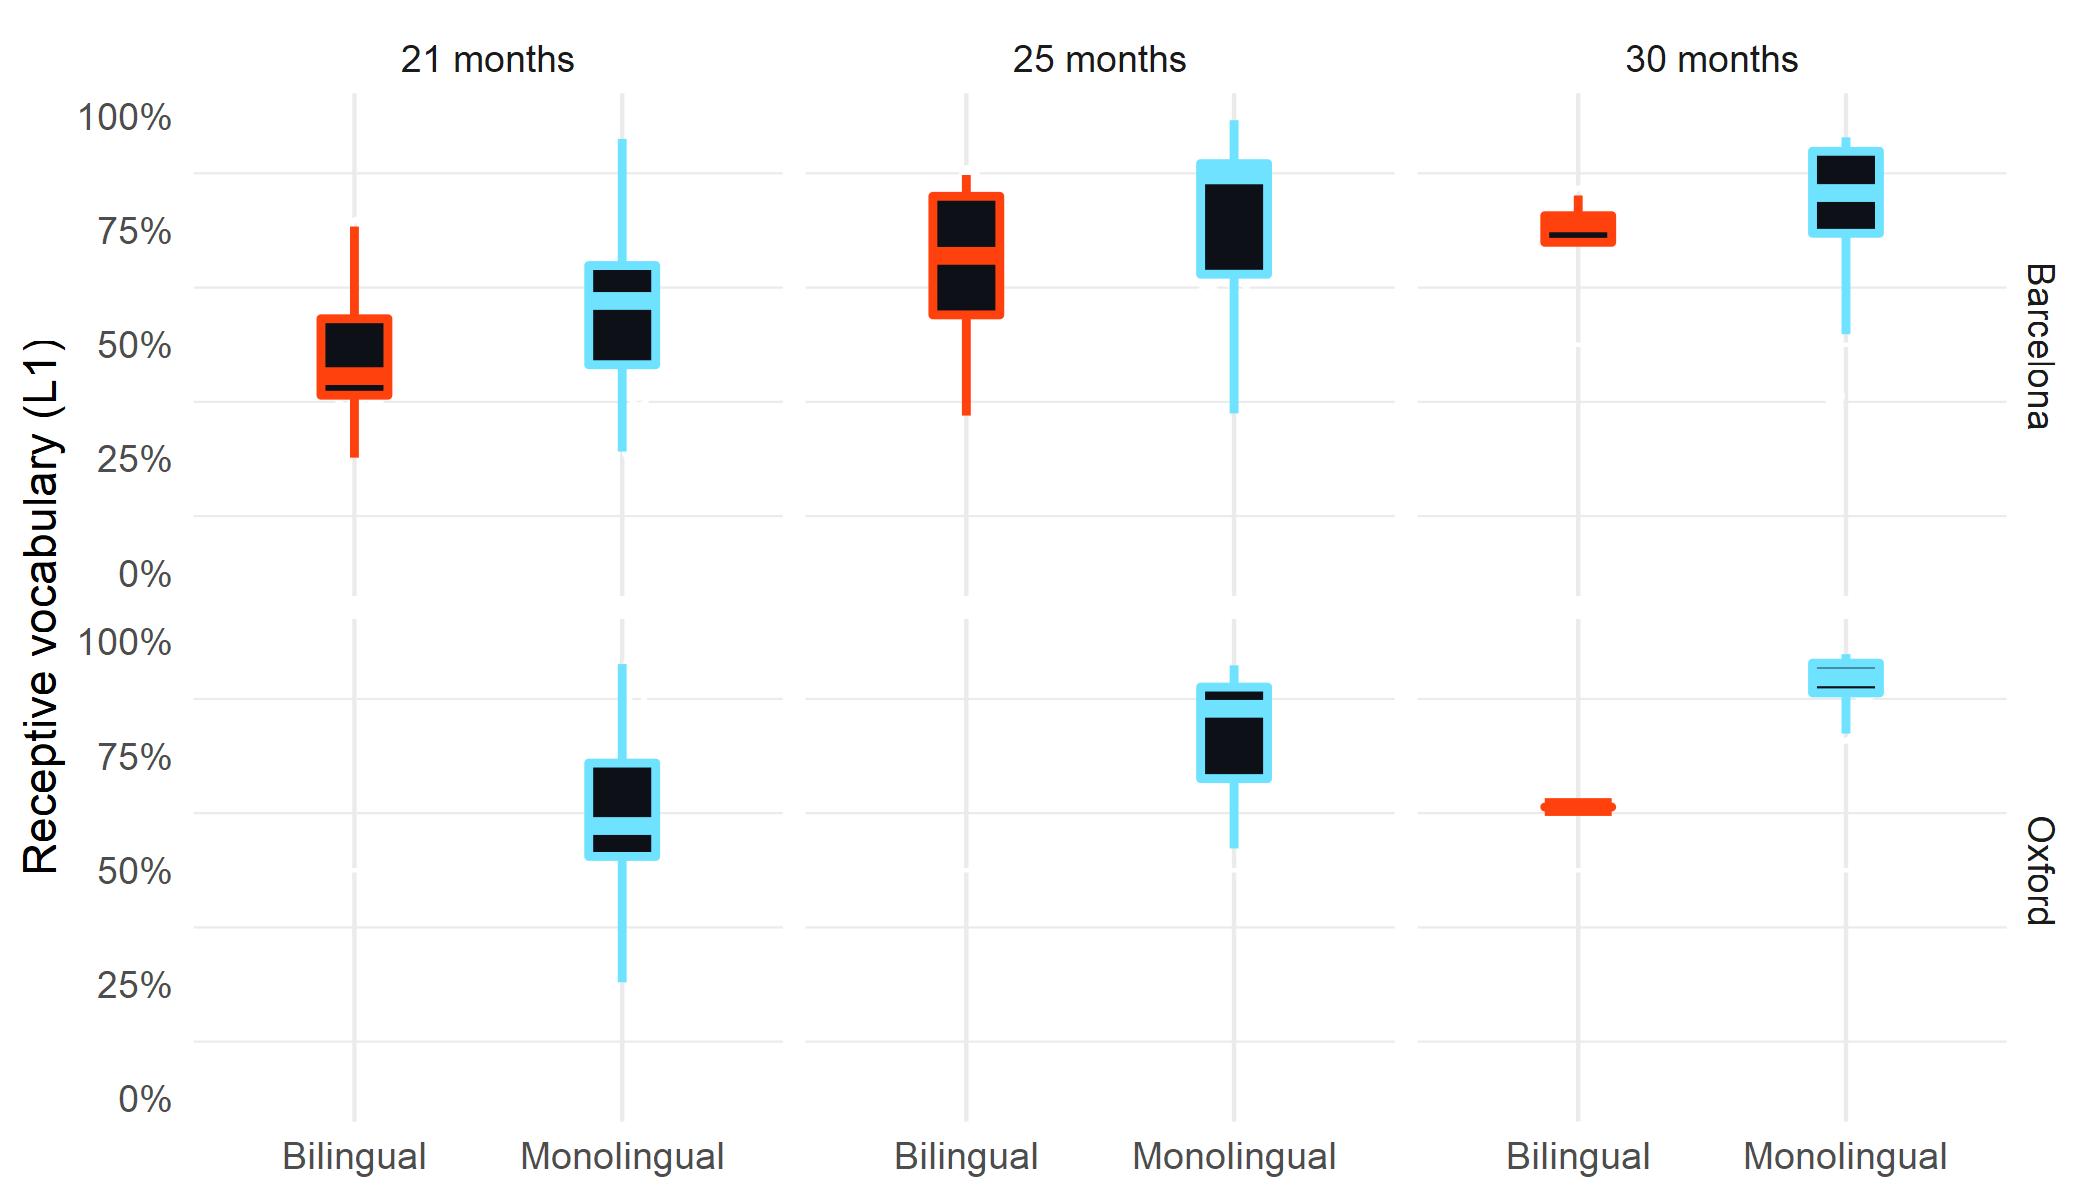 21 months 25 months 30 months
Receptive vocabulary (L1)
100%
75%
50%
25%
0%
Barcelona
100%
75%
50%
25%
0%
Oxford
Bilingual Monolingual Bilingual Monolingual Bilingual Monolingual